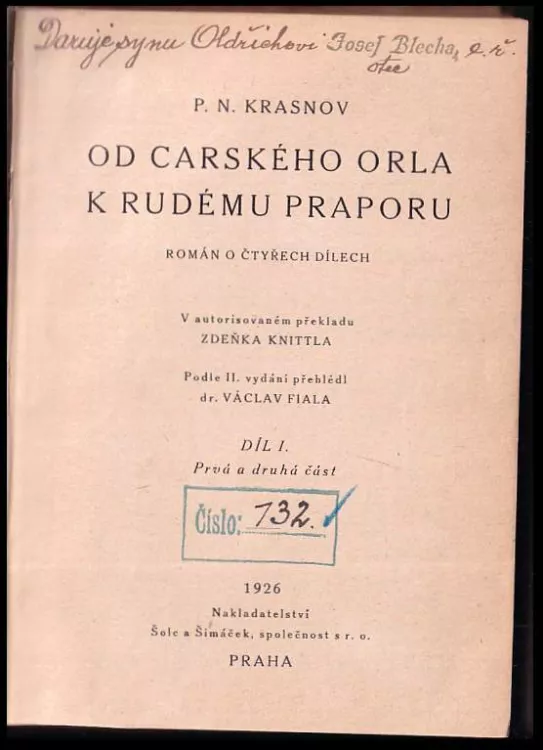 Daruje synu Oldřichovi Josef Blecha,
otec
P. N. KRASNOV
OD CARSKÉHO ORLA
K RUDÉMU PRAPORU
ROMÁN O ČTYŘECH DÍLECH
V autorisovaném překladu
ZDEŇKA KNITTLA
Podle II. vydání přehlédl
dr. VÁCLAV FIALA
DÍL I.
Prvá a druhá část
Číslo: 132.
1926
Nakladatelství
Šolc a Šimáček, společnost s r. o.
PRAHA